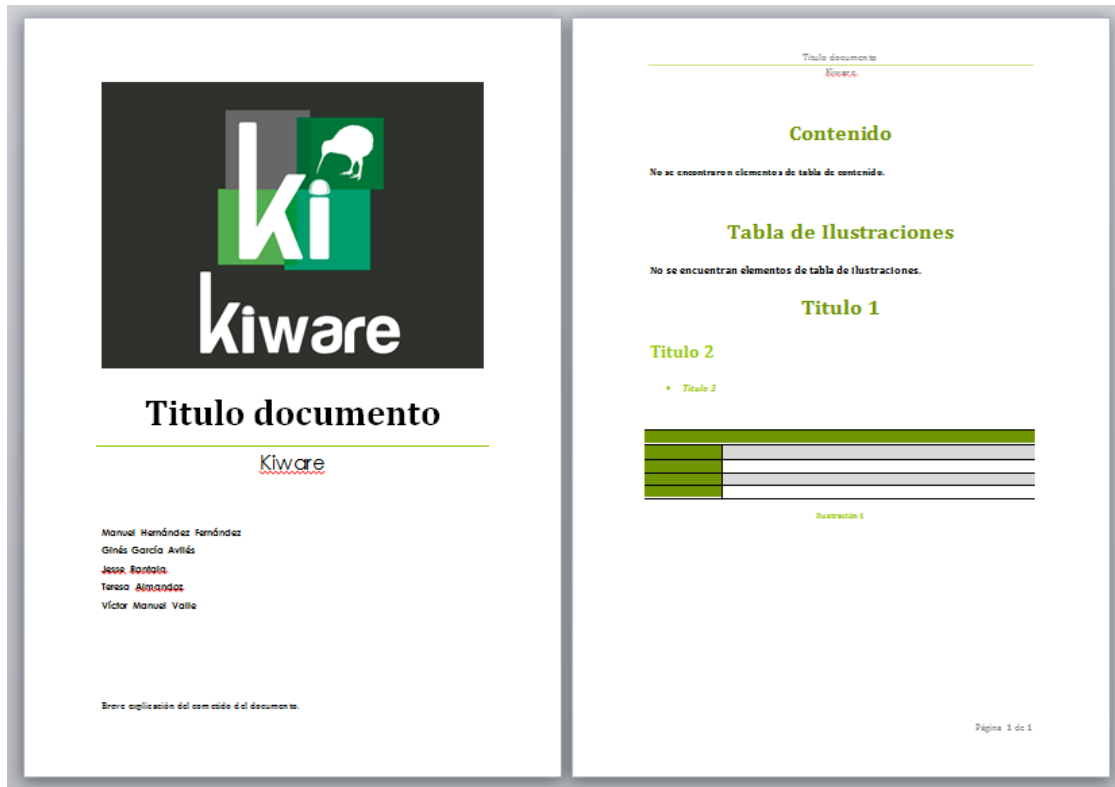 ki
kiware
Titulo documento
Kiware
Manuel Hernández Fernández
Ginés García Avilés
Jesse Rantala
Teresa Almandoz
Víctor Manuel Valle
Breve explicación del cometido del documento.
Titulo documento
Kiware
Contenido
No se encontraron elementos de tabla de contenido.
Tabla de Ilustraciones
No se encuentran elementos de tabla de ilustraciones.
Titulo 1
Titulo 2
Titulo 3
Ilustración 1
Página 1 de 1